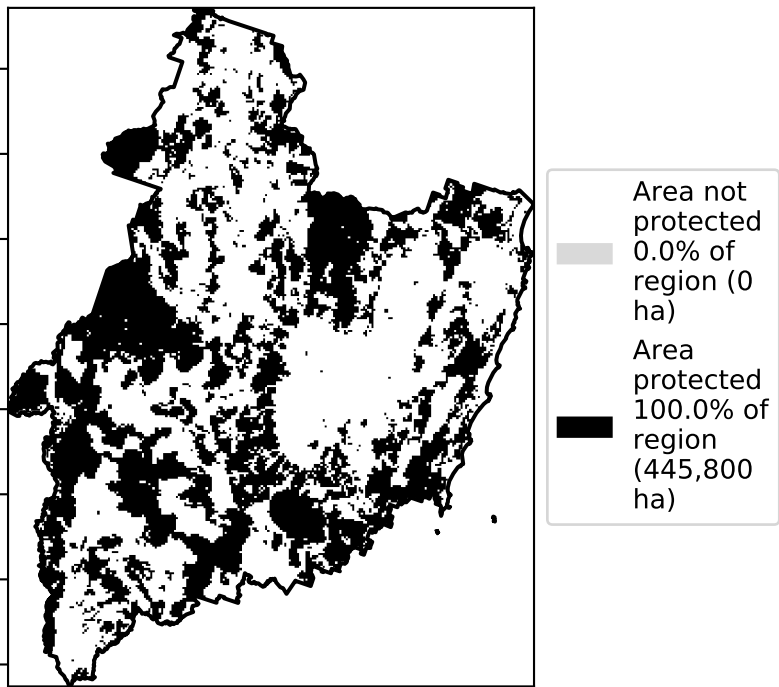 Area not
protected
0.0% of
region (0
ha)
Area
protected
100.0% of
region
(445,800
ha)